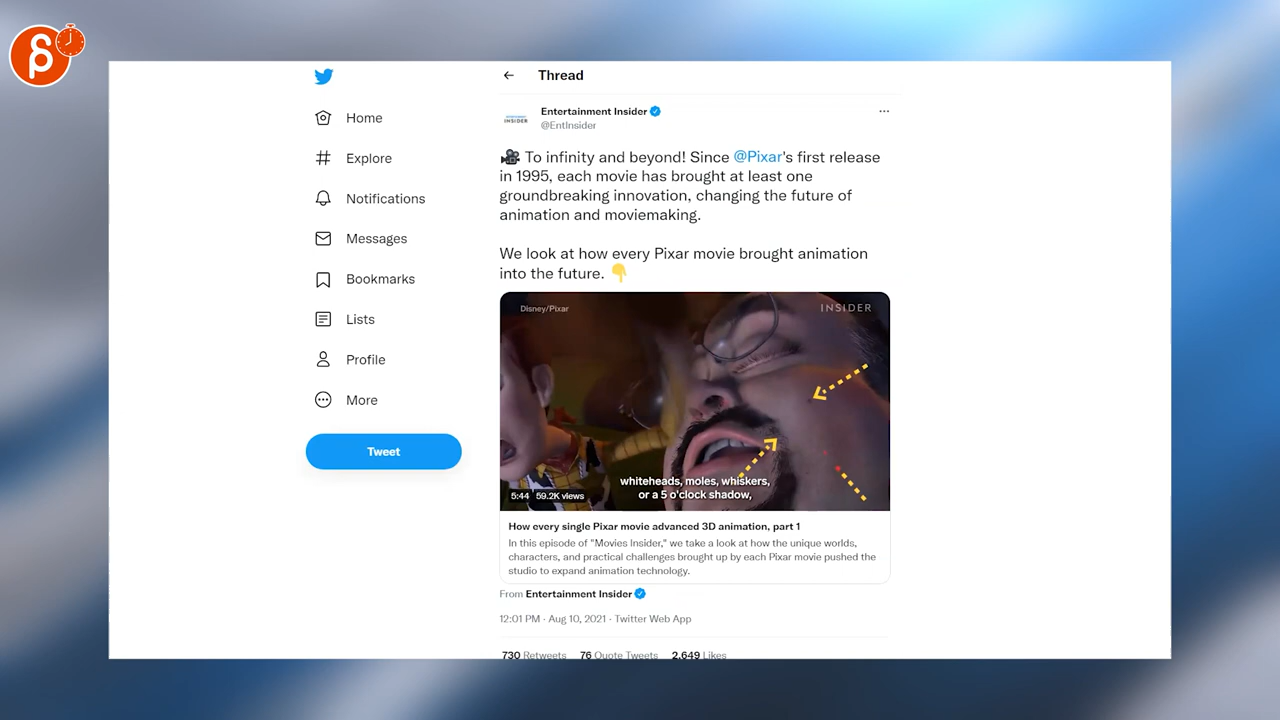 Thread
Entertainment Insider
@EntInsider
Home
Explore
Notifications
Messages
Bookmarks
Lists
Profile
More
Tweet
🎥 To infinity and beyond! Since @Pixar's first release
in 1995, each movie has brought at least one
groundbreaking innovation, changing the future of
animation and moviemaking.
We look at how every Pixar movie brought animation
into the future. 👇
Disney/Pixar
INSIDER
whiteheads, moles, whiskers,
or a 5 o'clock shadow,
5:44 59.2K views
How every single Pixar movie advanced 3D animation, part 1
In this episode of "Movies Insider," we take a look at how the unique worlds,
characters, and practical challenges brought up by each Pixar movie pushed the
studio to expand animation technology.
From Entertainment Insider
12:01 PM · Aug 10, 2021 · Twitter Web App
730 Retweets 76 Quote Tweets 2,649 Likes